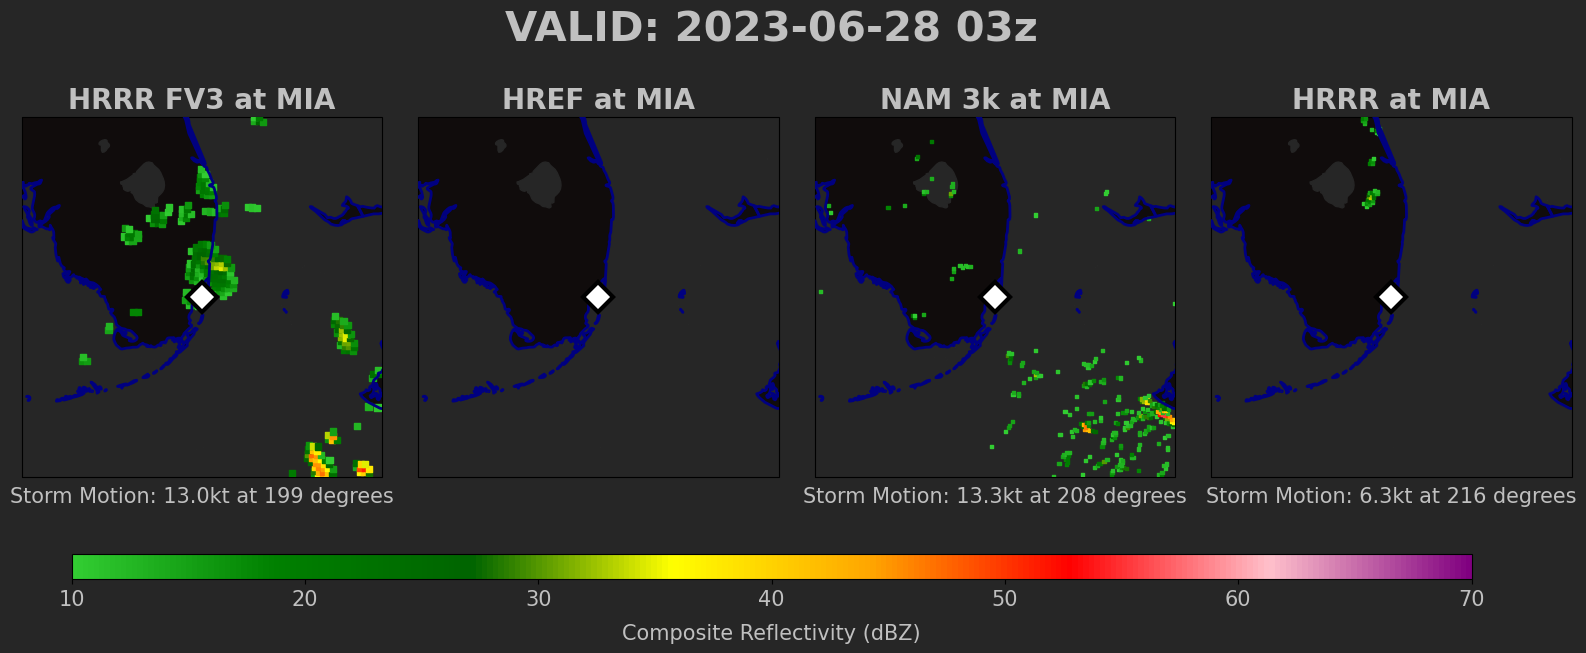 VALID: 2023-06-28 03z
HRRR FV3 at MIA
HREF at MIA
NAM 3k at MIA
HRRR at MIA
Storm Motion: 13.0kt at 199 degrees
Storm Motion: 13.3kt at 208 degrees
Storm Motion: 6.3kt at 216 degrees
10 20 30 40 50 60 70
Composite Reflectivity (dBZ)